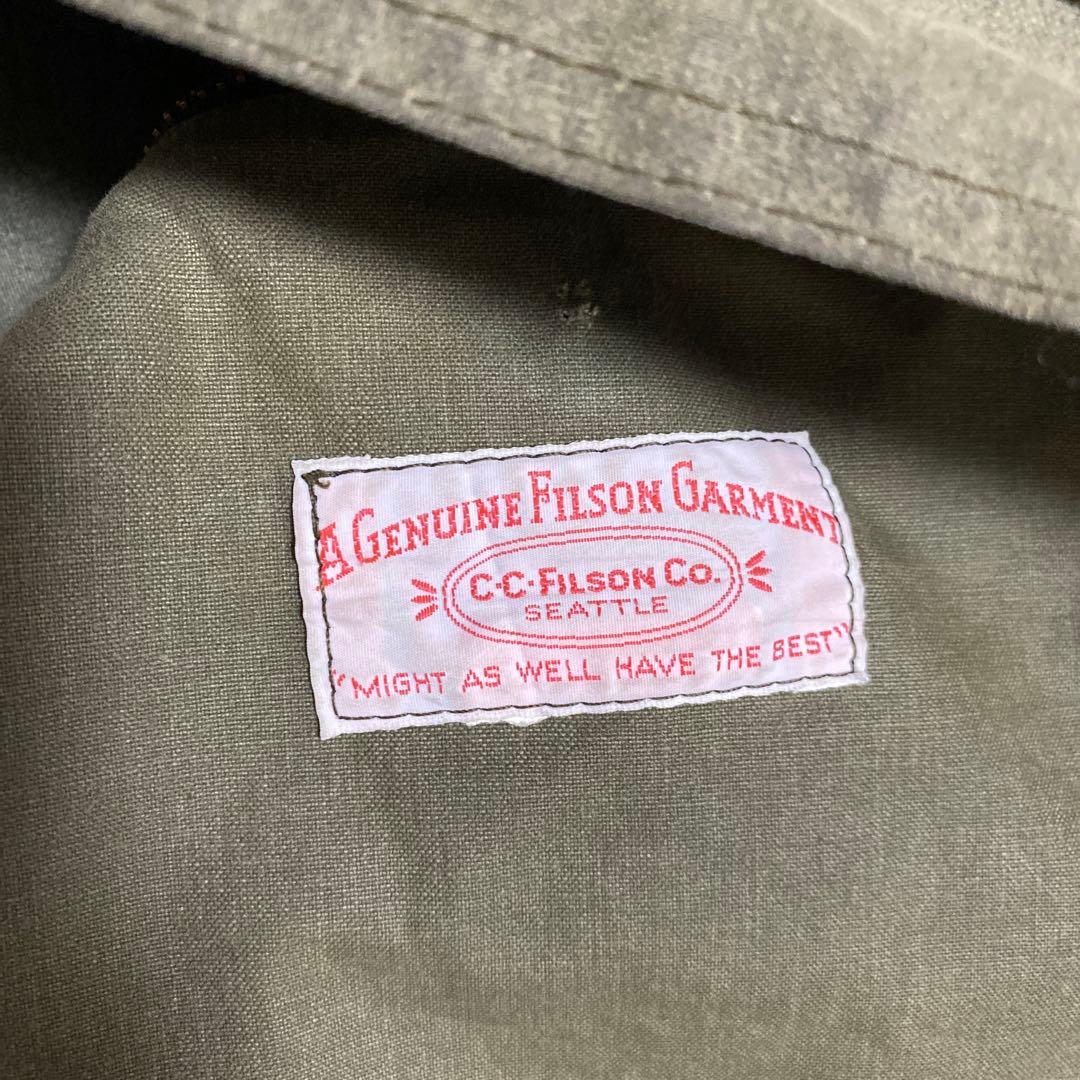 A GENUINE FILSON GARMENT
C·C·FILSON CO.
SEATTLE
"MIGHT AS WELL HAVE THE BEST"